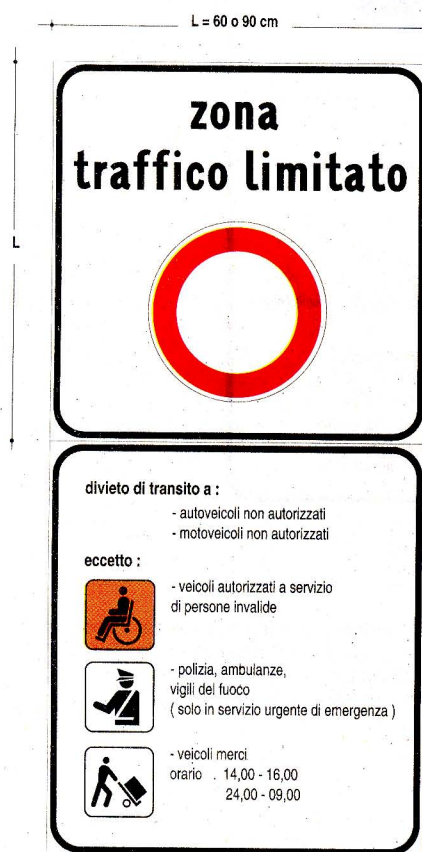 L = 60 o 90 cm
L
zona
traffico limitato
divieto di transito a :
- autoveicoli non autorizzati
- motoveicoli non autorizzati
eccetto :
- veicoli autorizzati a servizio
di persone invalide
- polizia, ambulanze,
vigili del fuoco
( solo in servizio urgente di emergenza )
- veicoli merci
orario . 14,00 - 16,00
24,00 - 09,00